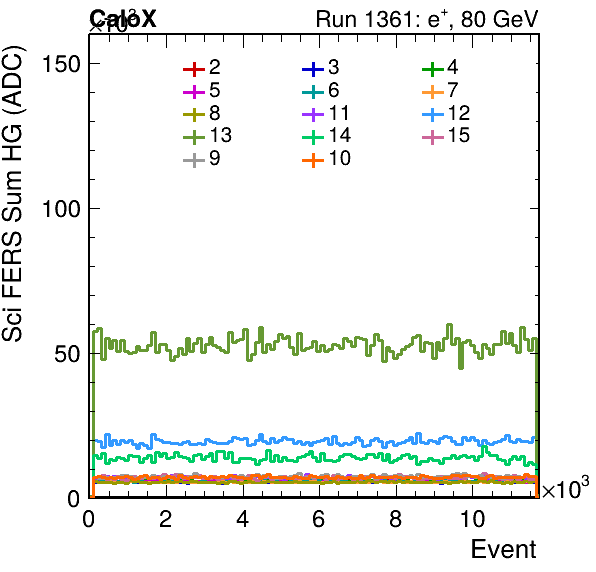 CaloX Run 1361: e⁺, 80 GeV
×10³
Sci FERS Sum HG (ADC)
2 3 4
5 6 7
8 11 12
13 14 15
9 10
150
100
50
0
0 2 4 6 8 10 ×10³
Event